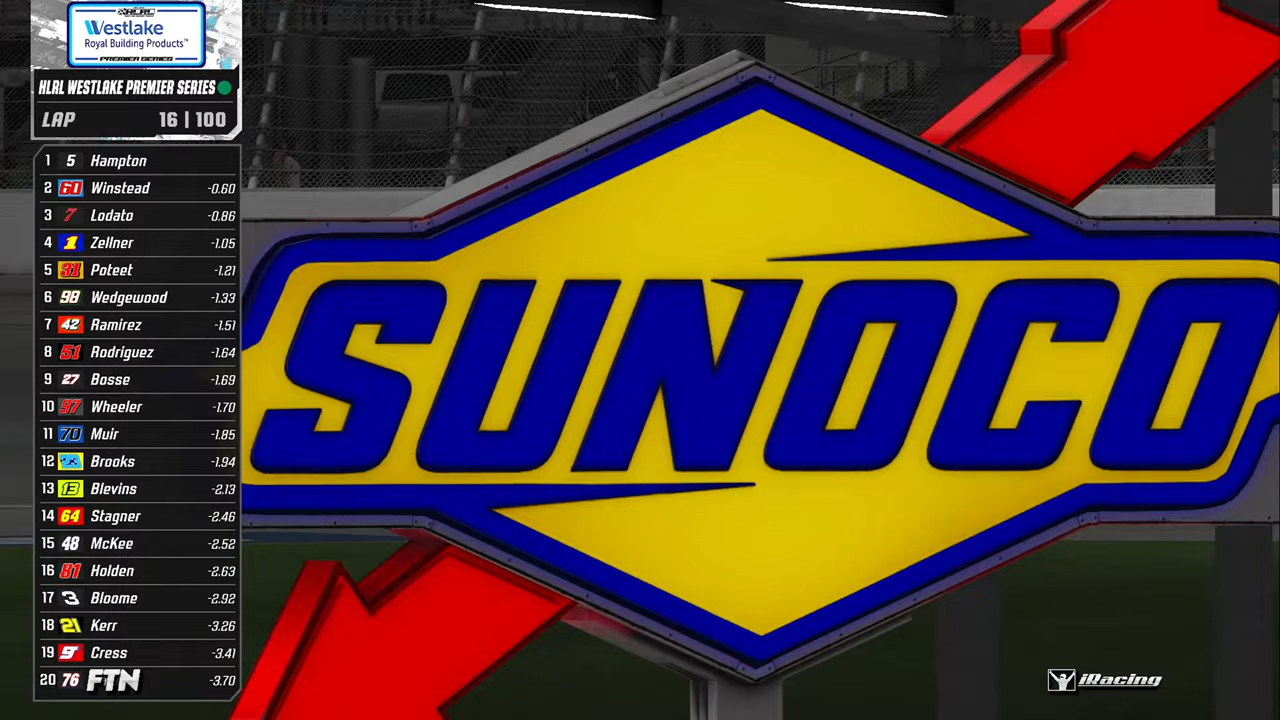 HLRL
Westlake
Royal Building Products™
PREMIER SERIES
HLRL WESTLAKE PREMIER SERIES
LAP 16 | 100
1 5 Hampton
2 61 Winstead -0.60
3 7 Lodato -0.86
4 1 Zellner -1.05
5 31 Poteet -1.21
6 98 Wedgewood -1.33
7 42 Ramirez -1.51
8 51 Rodriguez -1.64
9 27 Bosse -1.69
10 97 Wheeler -1.70
11 70 Muir -1.85
12 Brooks -1.94
13 13 Blevins -2.13
14 64 Stagner -2.46
15 48 McKee -2.52
16 81 Holden -2.63
17 3 Bloome -2.92
18 21 Kerr -3.26
19 9 Cress -3.41
20 76 FTN -3.70
SUNOCO
iRacing